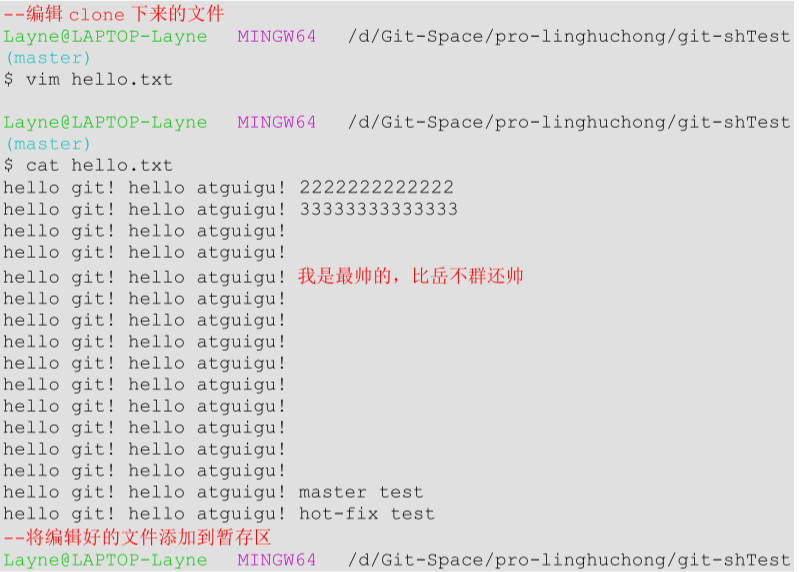 --编辑 clone 下来的文件
Layne@LAPTOP-Layne MINGW64 /d/Git-Space/pro-linghuchong/git-shTest
(master)
$ vim hello.txt
Layne@LAPTOP-Layne MINGW64 /d/Git-Space/pro-linghuchong/git-shTest
(master)
$ cat hello.txt
hello git! hello atguigu! 2222222222222
hello git! hello atguigu! 33333333333333
hello git! hello atguigu!
hello git! hello atguigu!
hello git! hello atguigu! 我是最帅的，比岳不群还帅
hello git! hello atguigu!
hello git! hello atguigu!
hello git! hello atguigu!
hello git! hello atguigu!
hello git! hello atguigu!
hello git! hello atguigu!
hello git! hello atguigu!
hello git! hello atguigu!
hello git! hello atguigu!
hello git! hello atguigu! master test
hello git! hello atguigu! hot-fix test
--将编辑好的文件添加到暂存区
Layne@LAPTOP-Layne MINGW64 /d/Git-Space/pro-linghuchong/git-shTest